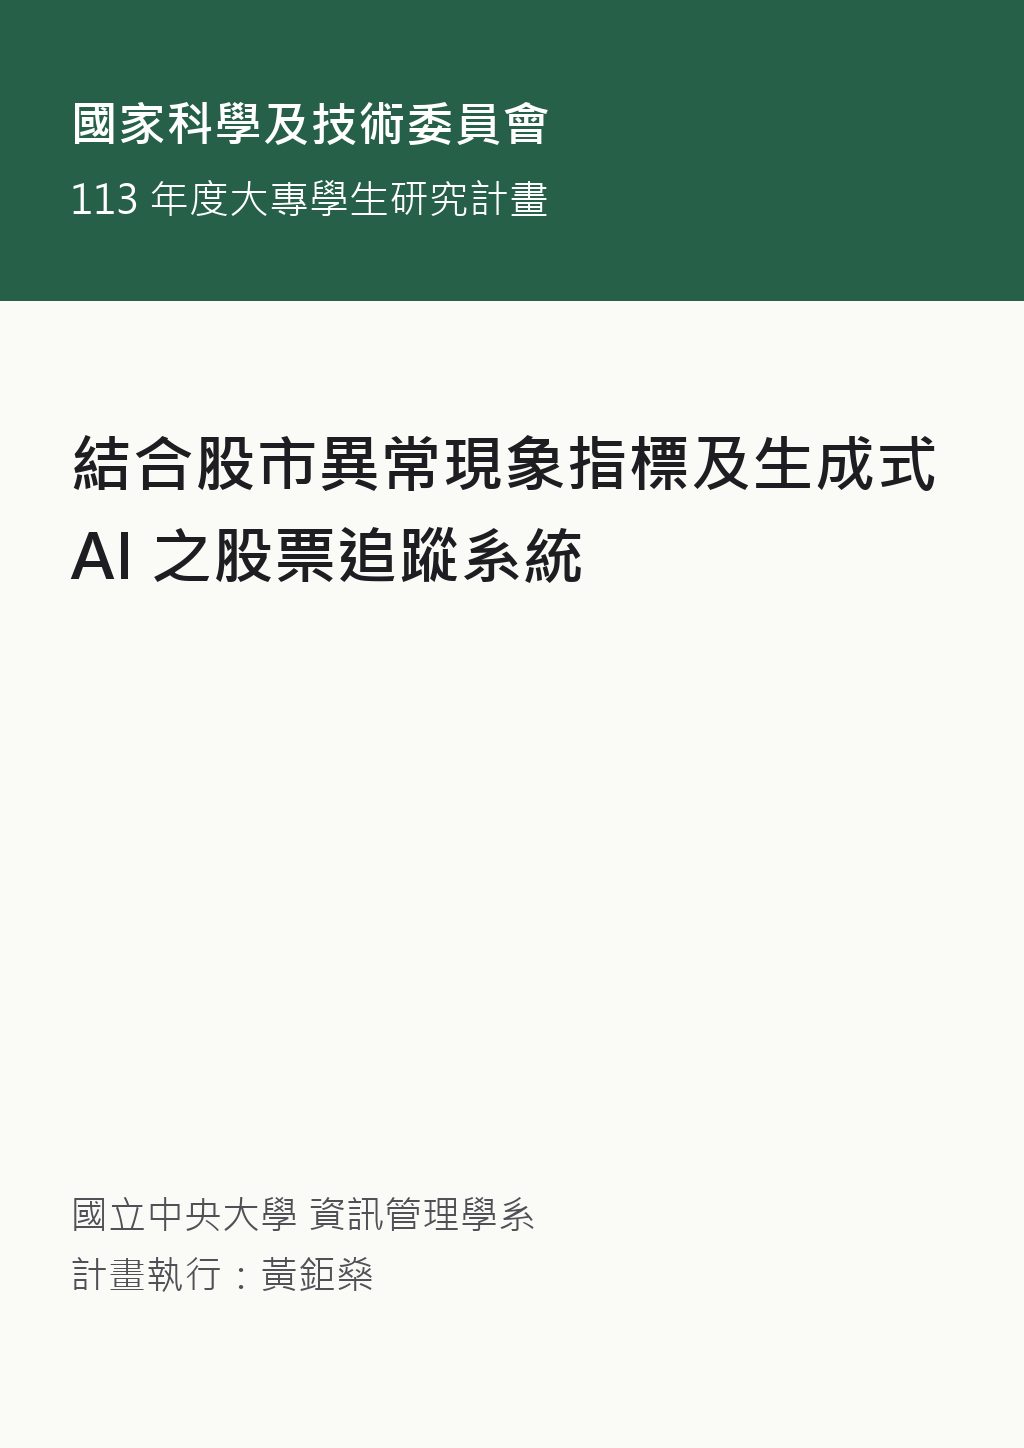 國家科學及技術委員會
113 年度大專學生研究計畫
結合股市異常現象指標及生成式
AI 之股票追蹤系統
國立中央大學 資訊管理學系
計畫執行：黃鉅燊